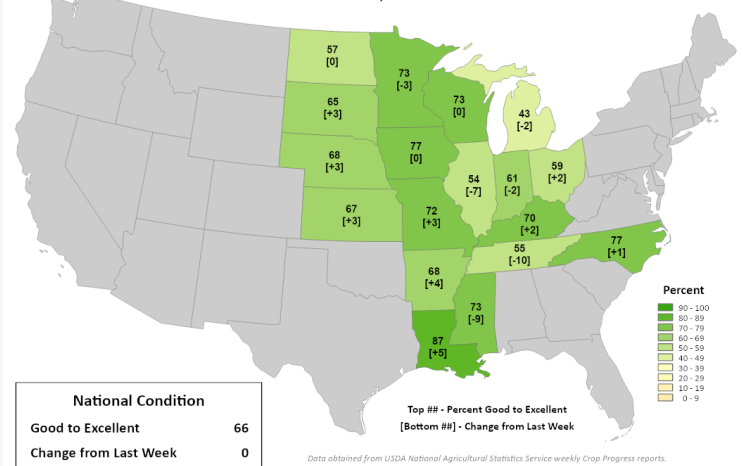 57
[0]
73
[-3]
73
[0]
43
[-2]
65
[+3]
77
[0]
68
[+3]
54
[-7]
61
[-2]
59
[+2]
67
[+3]
72
[+3]
70
[+2]
55
[-10]
77
[+1]
68
[+4]
73
[-9]
87
[+5]
Percent
90 - 100
80 - 89
70 - 79
60 - 69
50 - 59
40 - 49
30 - 39
20 - 29
10 - 19
0 - 9
National Condition
Good to Excellent 66
Change from Last Week 0
Top ## - Percent Good to Excellent
[Bottom ##] - Change from Last Week
Data obtained from USDA National Agricultural Statistics Service weekly Crop Progress reports.